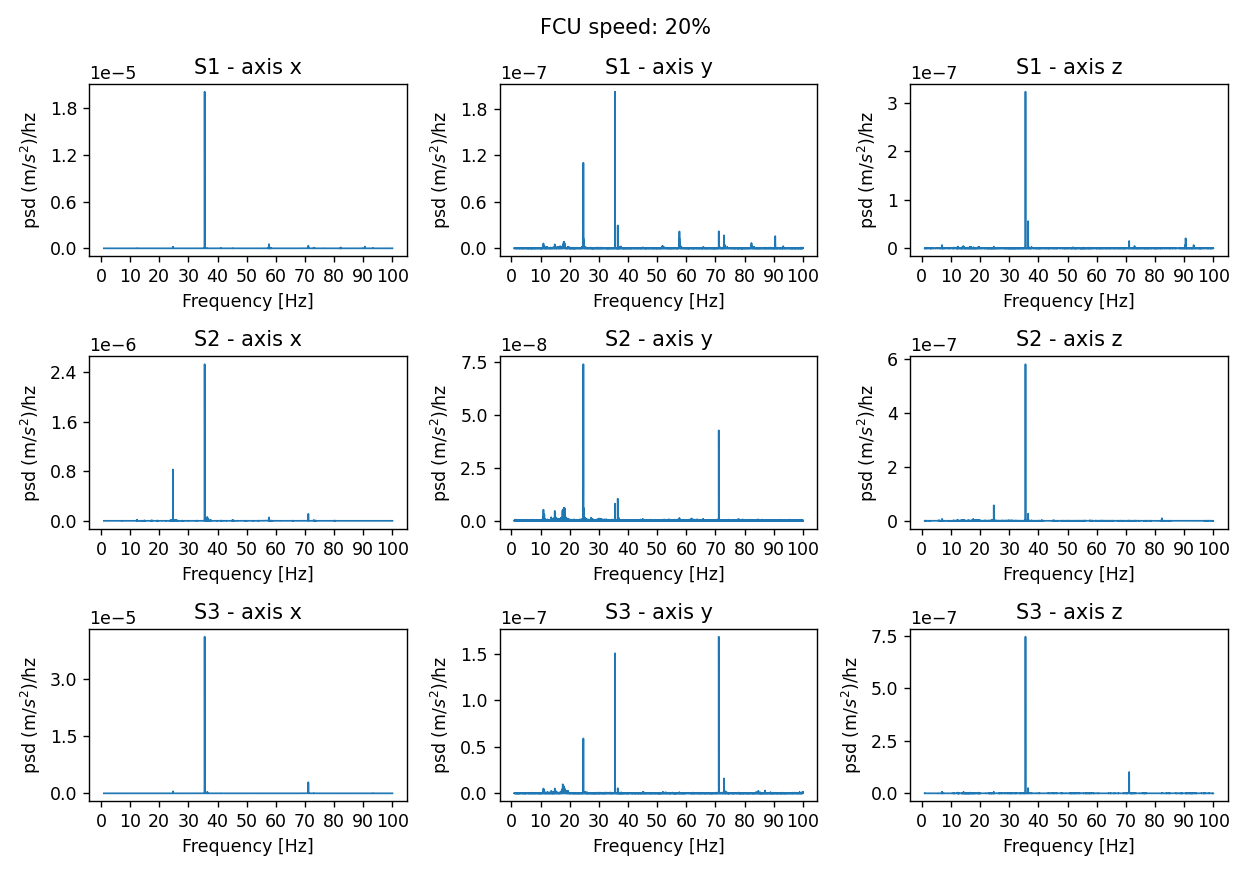 FCU speed: 20%
S1 - axis x
1e−5
psd (m/s²)/hz
1.8
1.2
0.6
0.0
0 10 20 30 40 50 60 70 80 90 100
Frequency [Hz]
S1 - axis y
1e−7
psd (m/s²)/hz
1.8
1.2
0.6
0.0
0 10 20 30 40 50 60 70 80 90 100
Frequency [Hz]
S1 - axis z
1e−7
psd (m/s²)/hz
3
2
1
0
0 10 20 30 40 50 60 70 80 90 100
Frequency [Hz]
S2 - axis x
1e−6
psd (m/s²)/hz
2.4
1.6
0.8
0.0
0 10 20 30 40 50 60 70 80 90 100
Frequency [Hz]
S2 - axis y
1e−8
psd (m/s²)/hz
7.5
5.0
2.5
0.0
0 10 20 30 40 50 60 70 80 90 100
Frequency [Hz]
S2 - axis z
1e−7
psd (m/s²)/hz
6
4
2
0
0 10 20 30 40 50 60 70 80 90 100
Frequency [Hz]
S3 - axis x
1e−5
psd (m/s²)/hz
3.0
1.5
0.0
0 10 20 30 40 50 60 70 80 90 100
Frequency [Hz]
S3 - axis y
1e−7
psd (m/s²)/hz
1.5
1.0
0.5
0.0
0 10 20 30 40 50 60 70 80 90 100
Frequency [Hz]
S3 - axis z
1e−7
psd (m/s²)/hz
7.5
5.0
2.5
0.0
0 10 20 30 40 50 60 70 80 90 100
Frequency [Hz]